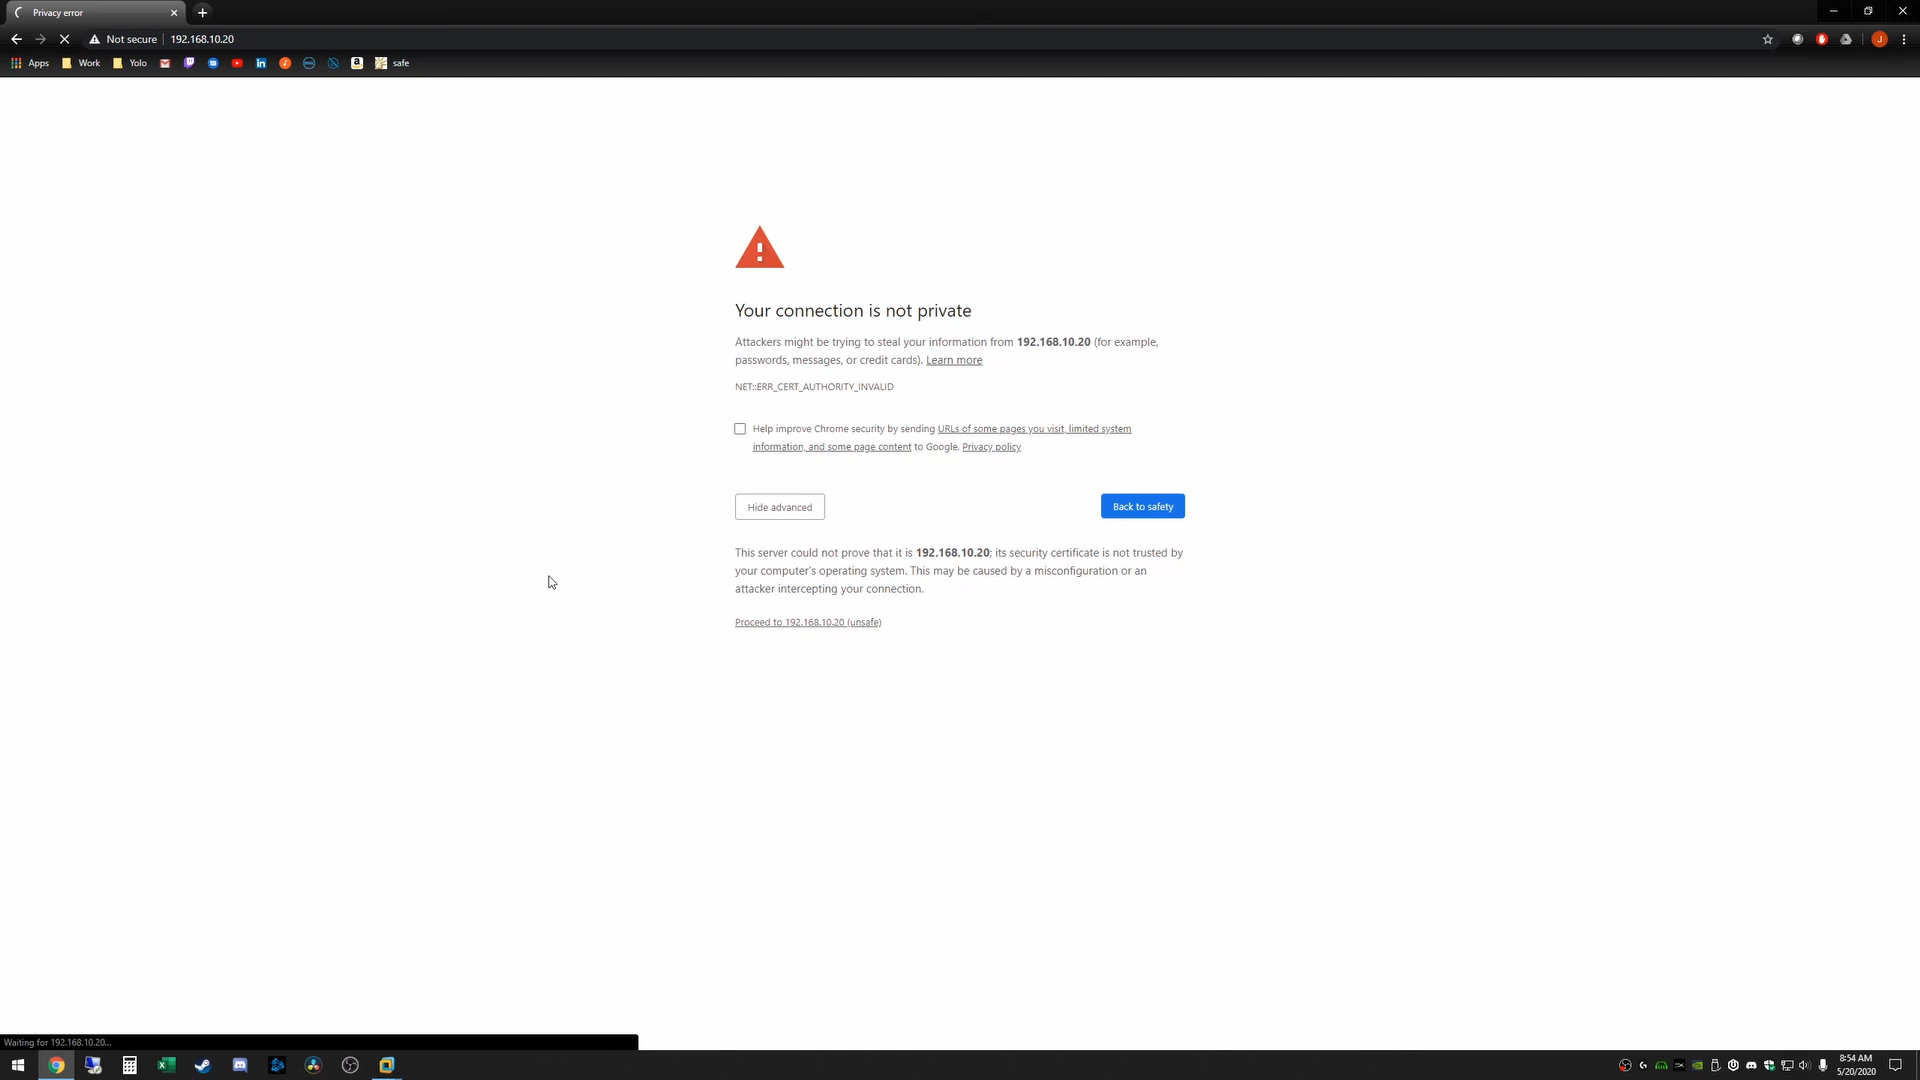 Privacy error
Not secure
192.168.10.20
Apps
Work
Yolo
safe
Your connection is not private
Attackers might be trying to steal your information from 192.168.10.20 (for example,
passwords, messages, or credit cards). Learn more
NET::ERR_CERT_AUTHORITY_INVALID
Help improve Chrome security by sending URLs of some pages you visit, limited system
information, and some page content to Google. Privacy policy
Hide advanced
Back to safety
This server could not prove that it is 192.168.10.20; its security certificate is not trusted by
your computer's operating system. This may be caused by a misconfiguration or an
attacker intercepting your connection.
Proceed to 192.168.10.20 (unsafe)
Waiting for 192.168.10.20...
8:54 AM
5/20/2020